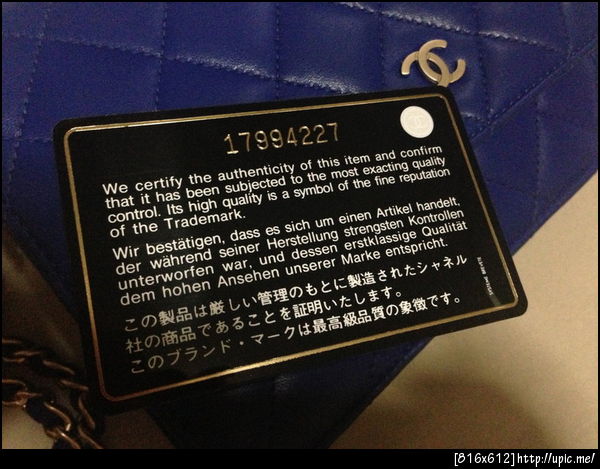 17994227
We certify the authenticity of this item and confirm
that it has been subjected to the most exacting quality
control. Its high quality is a symbol of the fine reputation
of the Trademark.
Wir bestätigen, dass es sich um einen Artikel handelt,
der während seiner Herstellung strengsten Kontrollen
unterworfen war, und dessen erstklassige Qualität
dem hohen Ansehen unserer Marke entspricht.
この製品は厳しい管理のもとに製造されたシャネル
社の商品であることを証明いたします。
このブランド・マークは最高級品質の象徴です。
[816x612]http://upic.me/